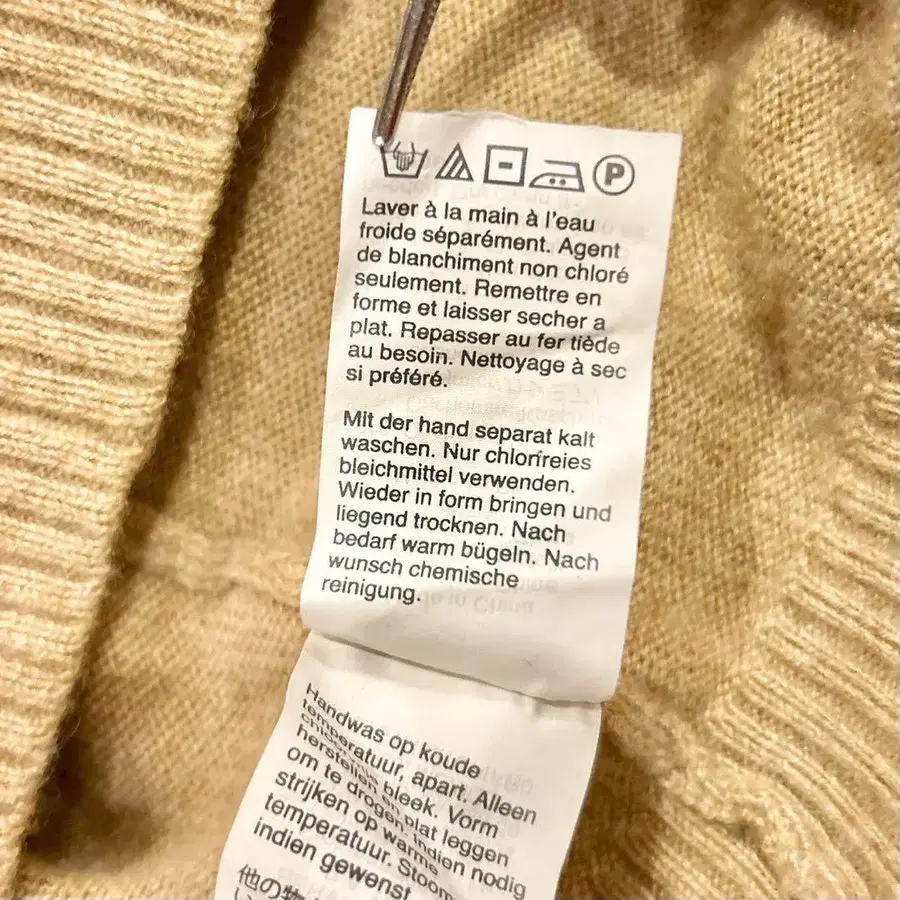 P
Laver à la main à l'eau
froide séparément. Agent
de blanchiment non chloré
seulement. Remettre en
forme et laisser secher a
plat. Repasser au fer tiède
au besoin. Nettoyage à sec
si préféré.
Mit der hand separat kalt
waschen. Nur chlorfreies
bleichmittel verwenden.
Wieder in form bringen und
liegend trocknen. Nach
bedarf warm bügeln. Nach
wunsch chemische
reinigung.
Handwas op koude
temperatuur, apart. Alleen
bleek. Vorm
herstellen en plat leggen
om te drogen. Indien nodig
strijken op warme
temperatuur. Stoom
indien gewenst
他の物